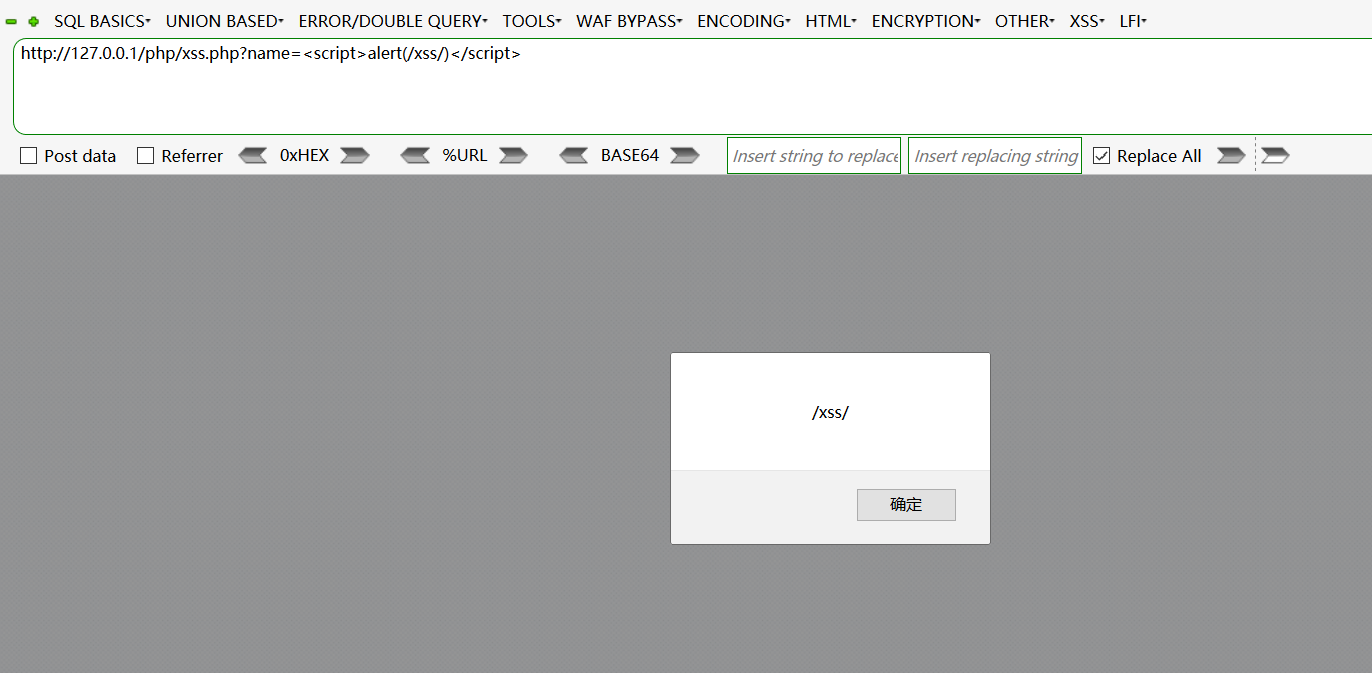 SQL BASICS UNION BASED ERROR/DOUBLE QUERY TOOLS WAF BYPASS ENCODING HTML ENCRYPTION OTHER XSS LFI
http://127.0.0.1/php/xss.php?name=<script>alert(/xss/)</script>
Post data Referrer 0xHEX %URL BASE64 Insert string to replace Insert replacing string Replace All
/xss/
确定